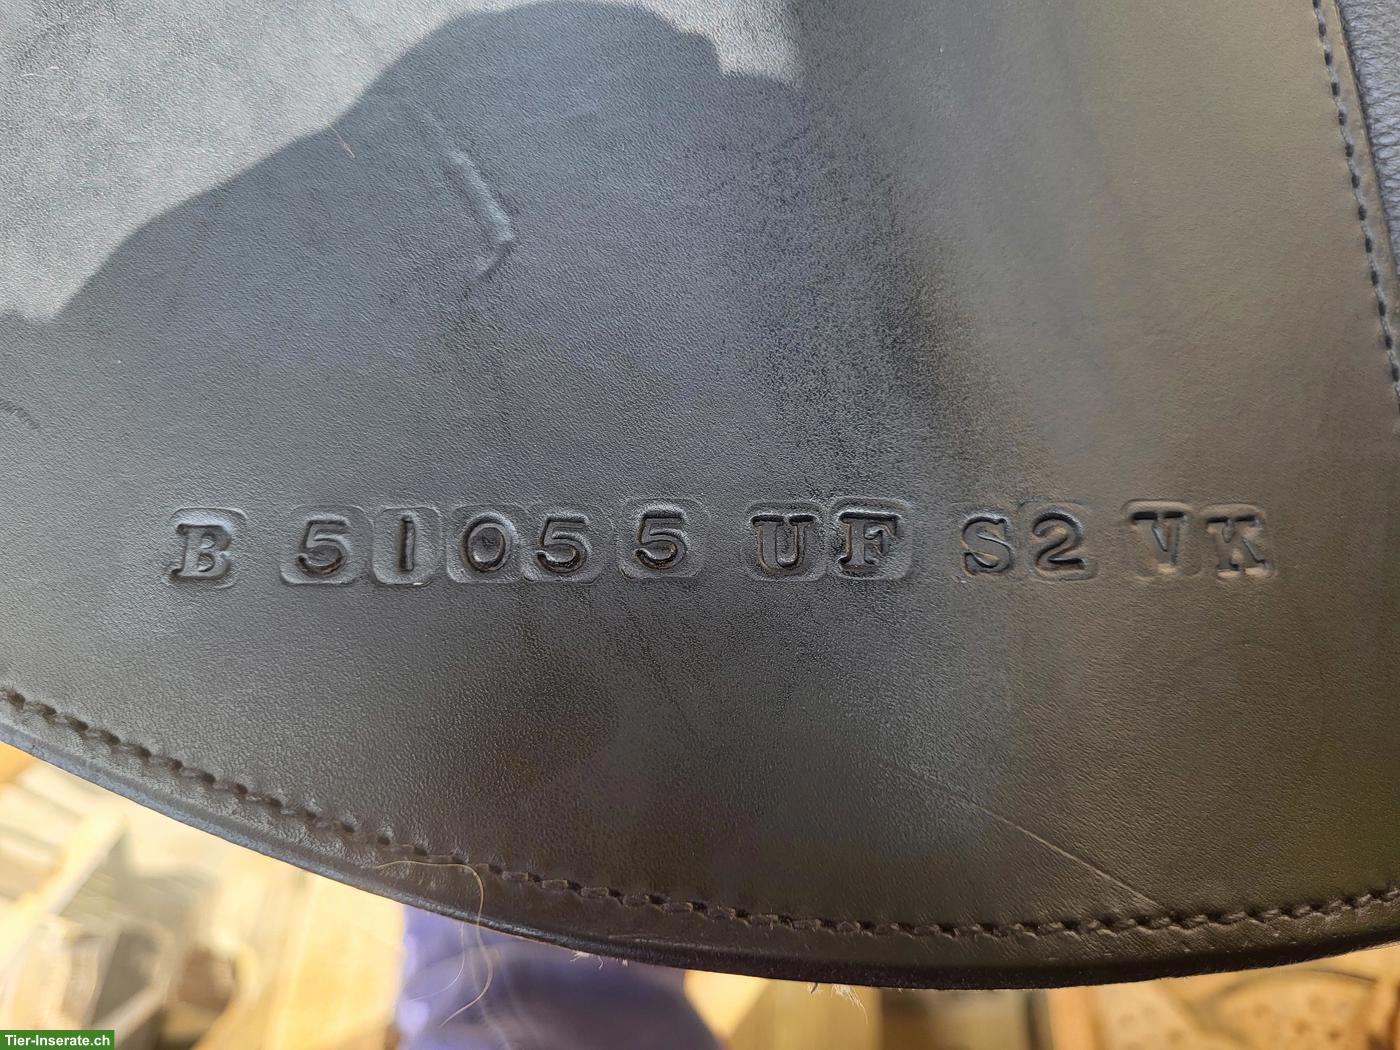 B 51055 UF S2 VK
Tier-Inserate.ch